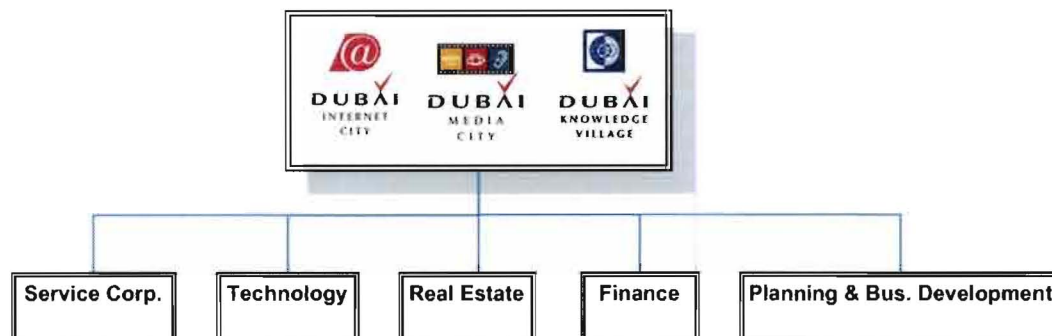 @
DUBAI
INTERNET
CITY
DUBAI
MEDIA
CITY
DUBAI
KNOWLEDGE
VILLAGE
Service Corp.
Technology
Real Estate
Finance
Planning & Bus. Development